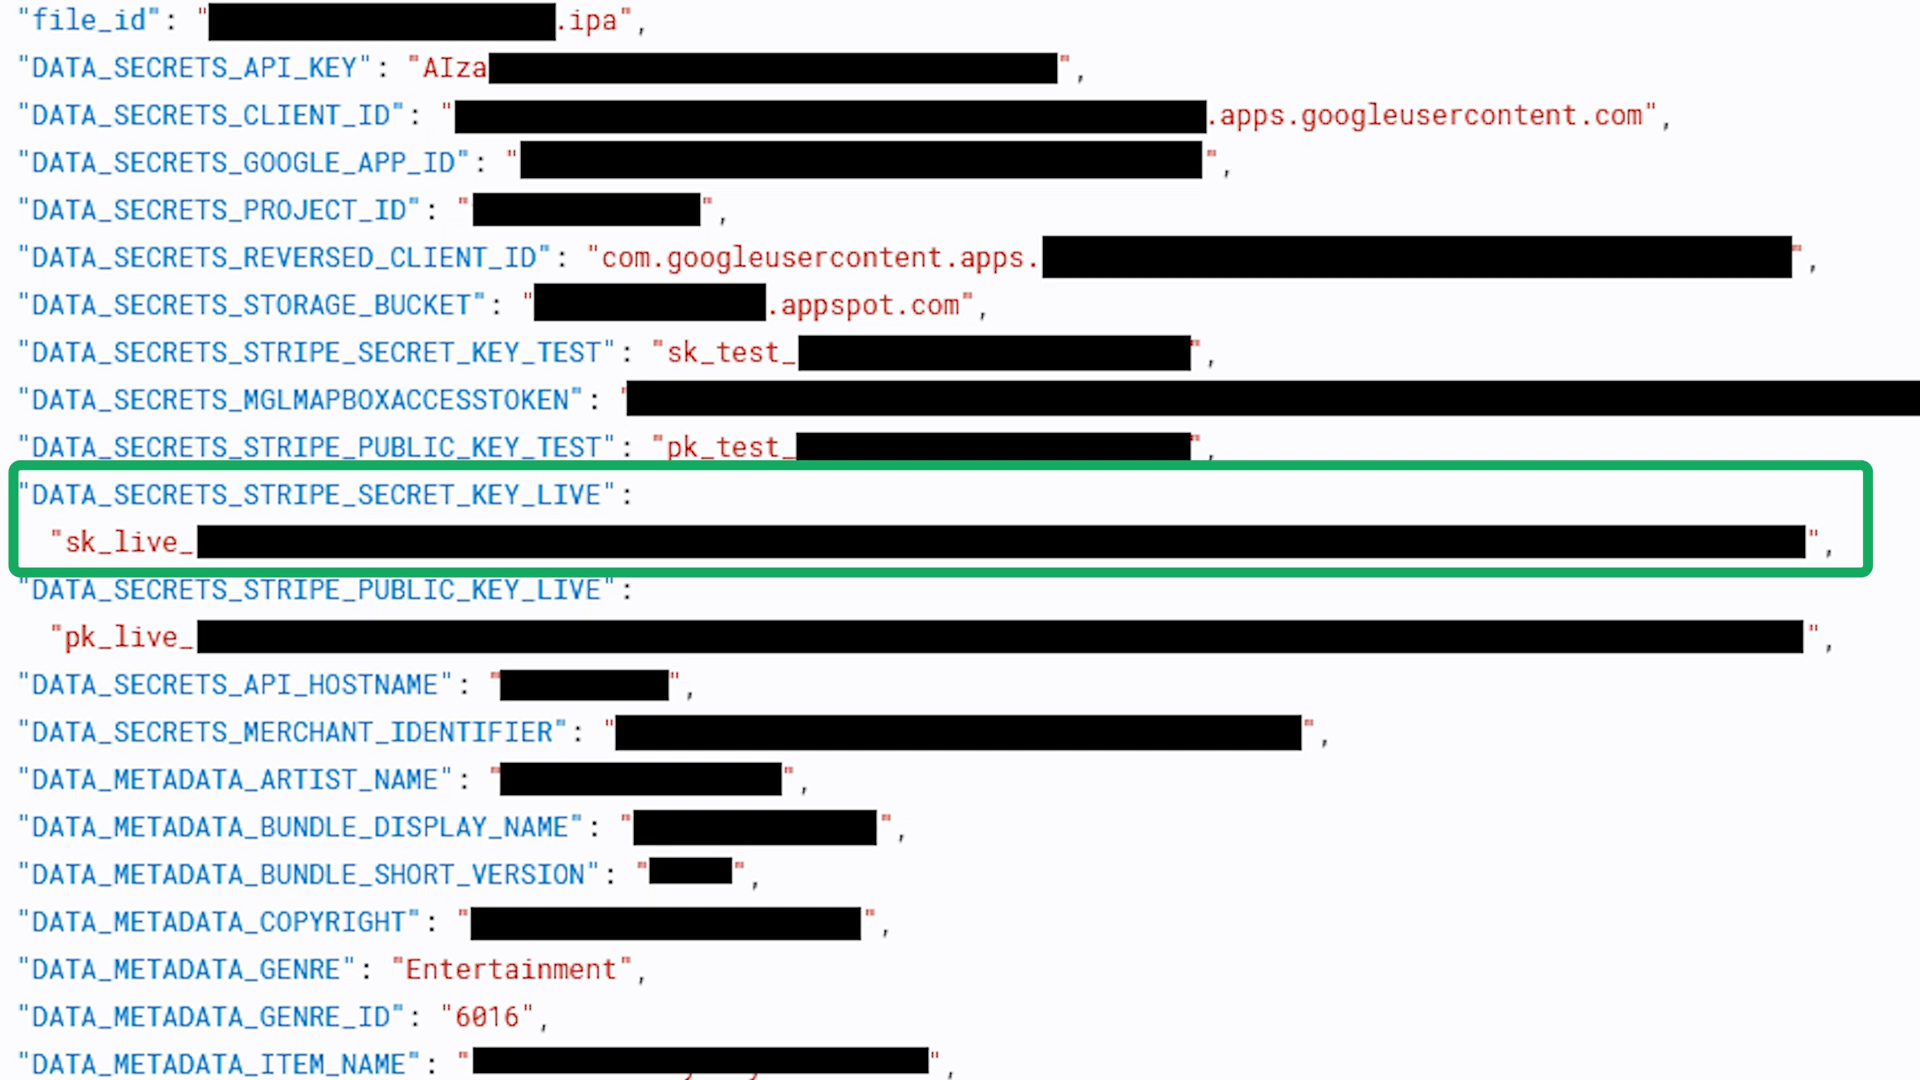 "file_id": ".ipa",
"DATA_SECRETS_API_KEY": "AIza",
"DATA_SECRETS_CLIENT_ID": ".apps.googleusercontent.com",
"DATA_SECRETS_GOOGLE_APP_ID": "",
"DATA_SECRETS_PROJECT_ID": "",
"DATA_SECRETS_REVERSED_CLIENT_ID": "com.googleusercontent.apps.",
"DATA_SECRETS_STORAGE_BUCKET": ".appspot.com",
"DATA_SECRETS_STRIPE_SECRET_KEY_TEST": "sk_test_",
"DATA_SECRETS_MGLMAPBOXACCESSTOKEN": "
"DATA_SECRETS_STRIPE_PUBLIC_KEY_TEST": "pk_test_",
"DATA_SECRETS_STRIPE_SECRET_KEY_LIVE":
"sk_live_",
"DATA_SECRETS_STRIPE_PUBLIC_KEY_LIVE":
"pk_live_",
"DATA_SECRETS_API_HOSTNAME": "",
"DATA_SECRETS_MERCHANT_IDENTIFIER": "",
"DATA_METADATA_ARTIST_NAME": "",
"DATA_METADATA_BUNDLE_DISPLAY_NAME": "",
"DATA_METADATA_BUNDLE_SHORT_VERSION": "",
"DATA_METADATA_COPYRIGHT": "",
"DATA_METADATA_GENRE": "Entertainment",
"DATA_METADATA_GENRE_ID": "6016",
"DATA_METADATA_ITEM_NAME": "",